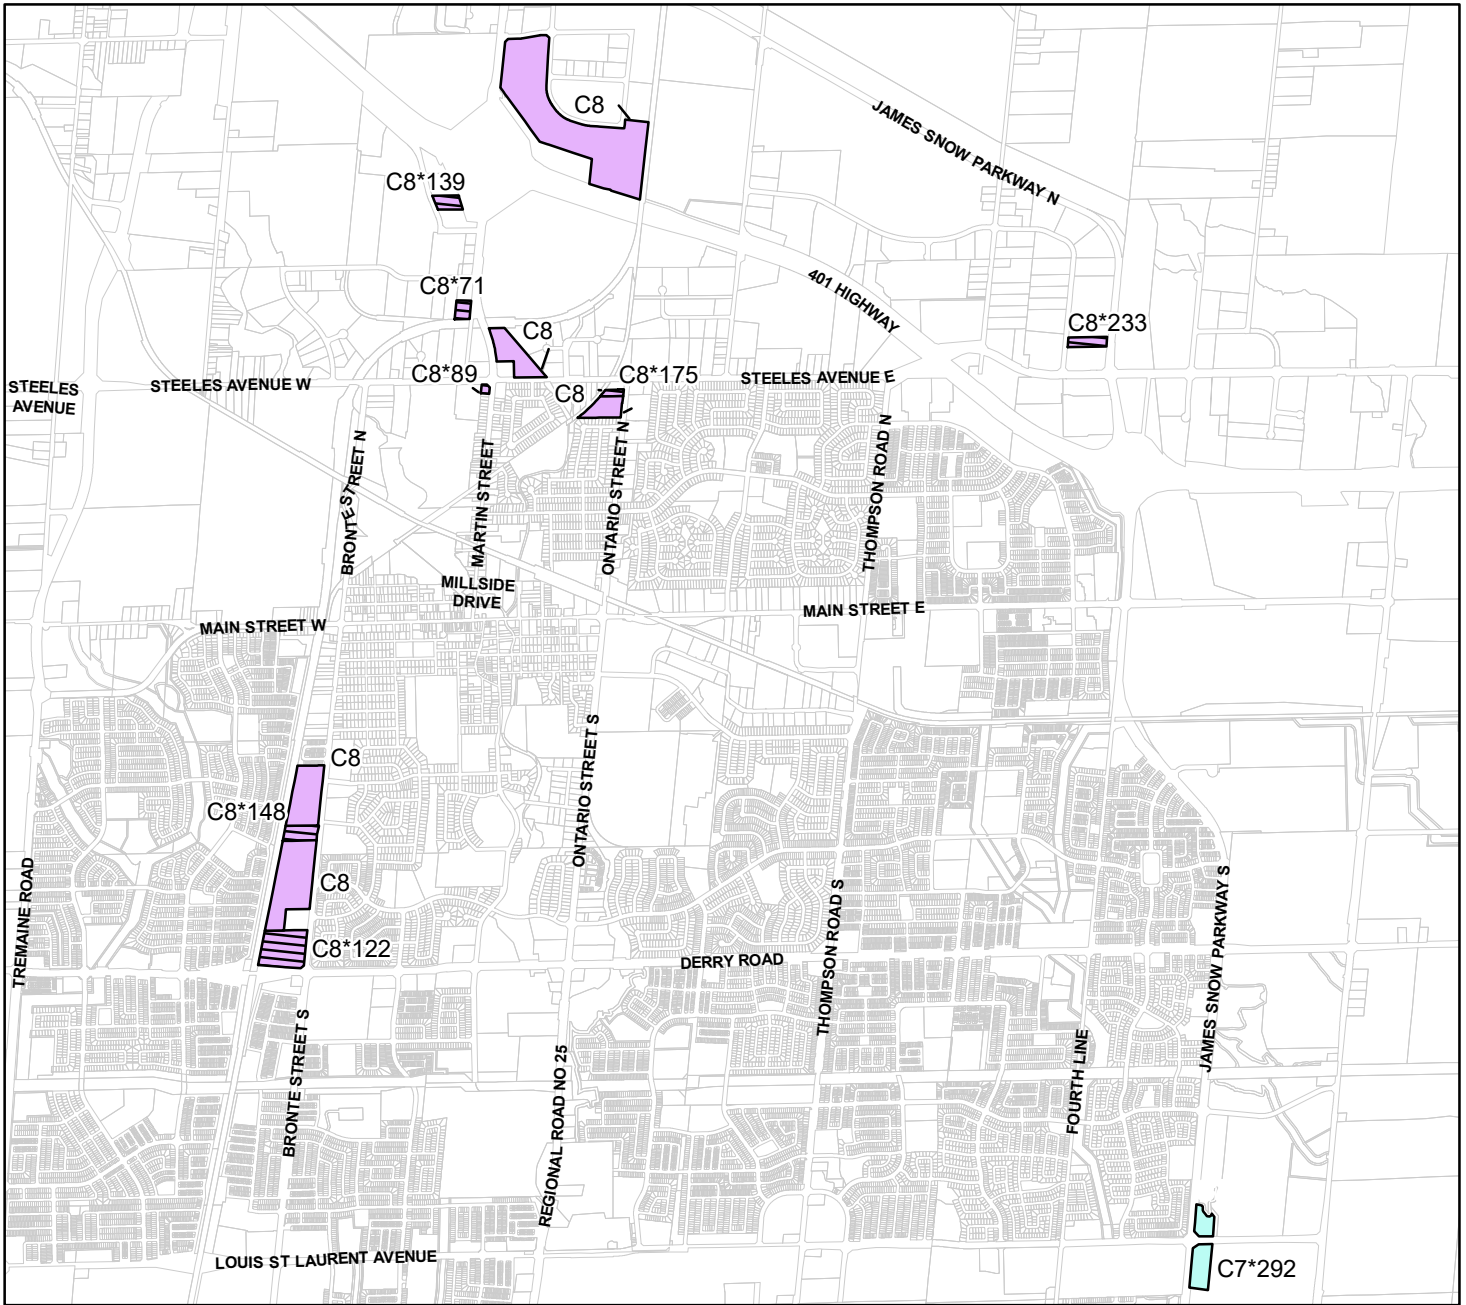 C8
JAMES SNOW PARKWAY N
C8*139
401 HIGHWAY
C8*71
C8*233
C8
C8*89
C8*175
STEELES AVENUE E
STEELES
AVENUE
STEELES AVENUE W
C8
BRONTE STREET N
MARTIN STREET
ONTARIO STREET N
THOMPSON ROAD N
MILLSIDE
DRIVE
MAIN STREET E
MAIN STREET W
C8
ONTARIO STREET S
C8*148
C8
TREMAINE ROAD
C8*122
DERRY ROAD
THOMPSON ROAD S
JAMES SNOW PARKWAY S
BRONTE STREET S
REGIONAL ROAD NO 25
FOURTH LINE
LOUIS ST LAURENT AVENUE
C7*292